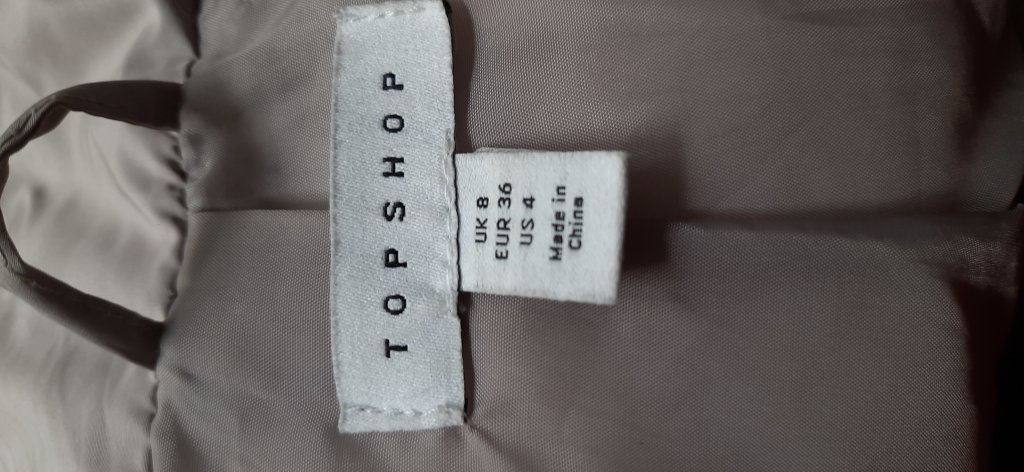 TOPSHOP
UK 8
EUR 36
US 4
Made in
China